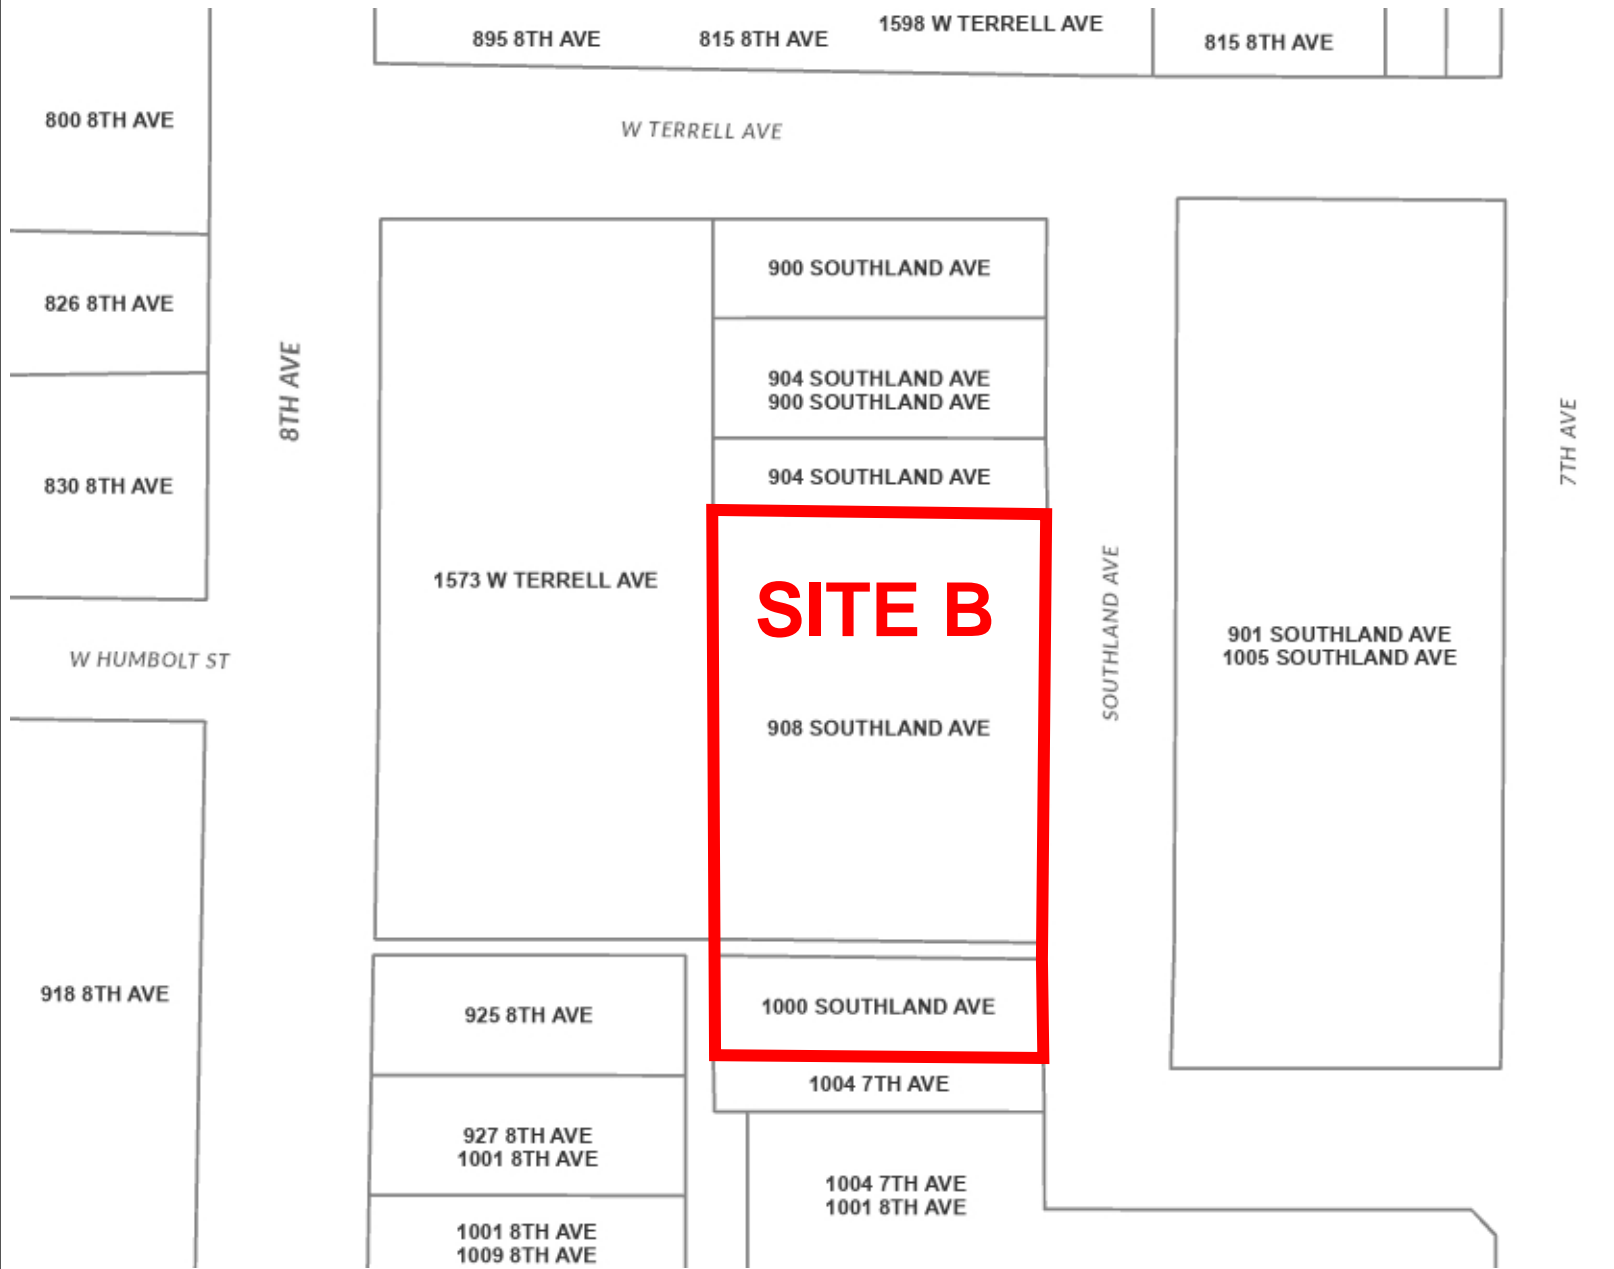 1598 W TERRELL AVE
895 8TH AVE
815 8TH AVE
815 8TH AVE
800 8TH AVE
W TERRELL AVE
900 SOUTHLAND AVE
826 8TH AVE
8TH AVE
904 SOUTHLAND AVE
900 SOUTHLAND AVE
7TH AVE
904 SOUTHLAND AVE
830 8TH AVE
1573 W TERRELL AVE
SITE B
SOUTHLAND AVE
901 SOUTHLAND AVE
1005 SOUTHLAND AVE
W HUMBOLT ST
908 SOUTHLAND AVE
918 8TH AVE
925 8TH AVE
1000 SOUTHLAND AVE
1004 7TH AVE
927 8TH AVE
1001 8TH AVE
1004 7TH AVE
1001 8TH AVE
1001 8TH AVE
1009 8TH AVE